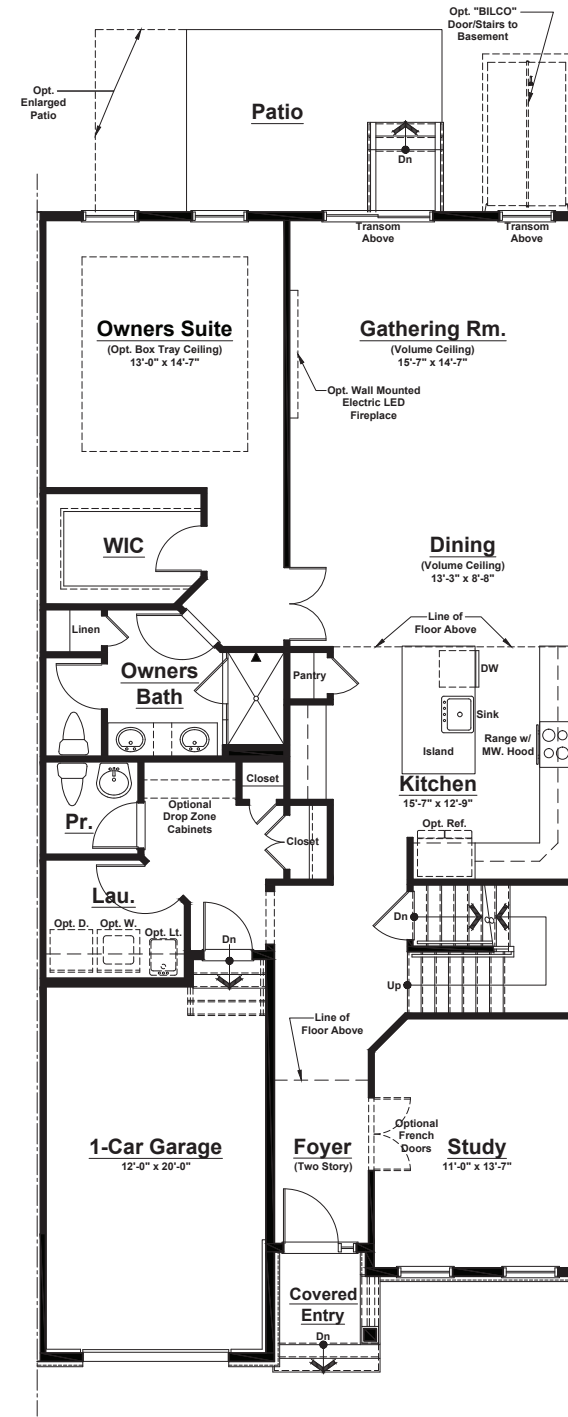 Opt. "BILCO"
Door/Stairs to
Basement
Opt.
Enlarged
Patio
Patio
Dn
Transom
Above
Transom
Above
Owners Suite
(Opt. Box Tray Ceiling)
13'-0" x 14'-7"
Gathering Rm.
(Volume Ceiling)
15'-7" x 14'-7"
Opt. Wall Mounted
Electric LED
Fireplace
WIC
Dining
(Volume Ceiling)
13'-3" x 8'-8"
Line of
Floor Above
Linen
Owners
Bath
Pantry
DW
Sink
Range w/
MW. Hood
Island
Kitchen
15'-7" x 12'-9"
Closet
Optional
Drop Zone
Cabinets
Pr.
Opt. Ref.
Closet
Lau.
Opt. D.
Opt. W.
Opt. Lt.
Dn
Dn
Up
Line of
Floor Above
1-Car Garage
12'-0" x 20'-0"
Foyer
(Two Story)
Optional
French
Doors
Study
11'-0" x 13'-7"
Covered
Entry
Dn